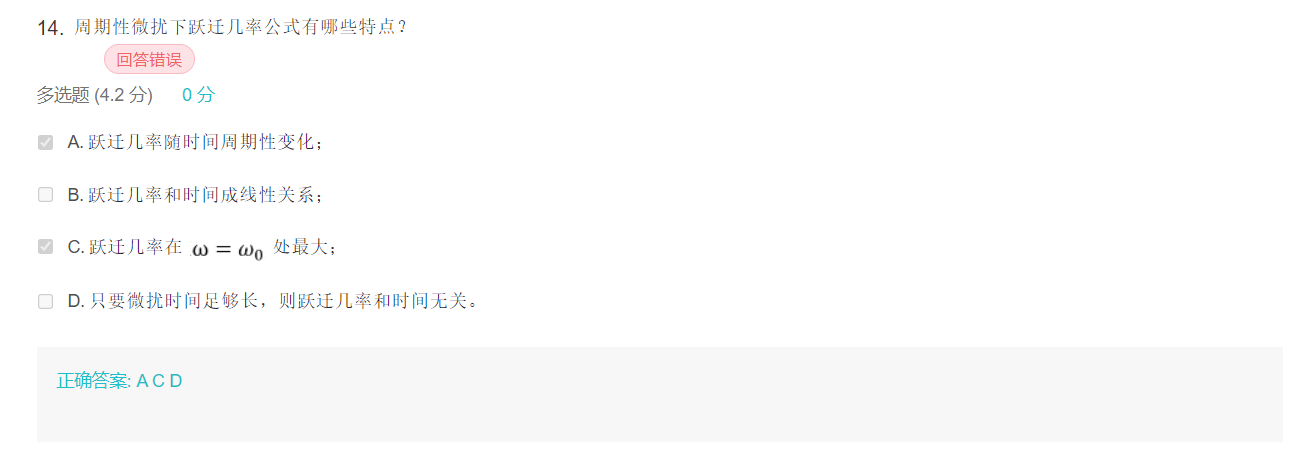 14. 周期性微扰下跃迁几率公式有哪些特点？
回答错误
多选题 (4.2 分) 0 分
A. 跃迁几率随时间周期性变化；
B. 跃迁几率和时间成线性关系；
C. 跃迁几率在 ω = ω₀ 处最大；
D. 只要微扰时间足够长，则跃迁几率和时间无关。
正确答案: A C D